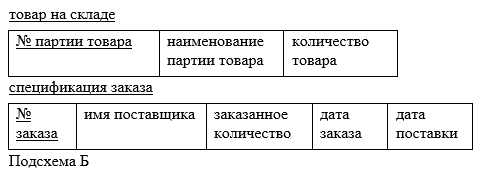 товар на складе
№ партии товара наименование количество
партии товара товара
спецификация заказа
№ имя поставщика заказанное дата дата
заказа количество заказа поставки
Подсхема Б